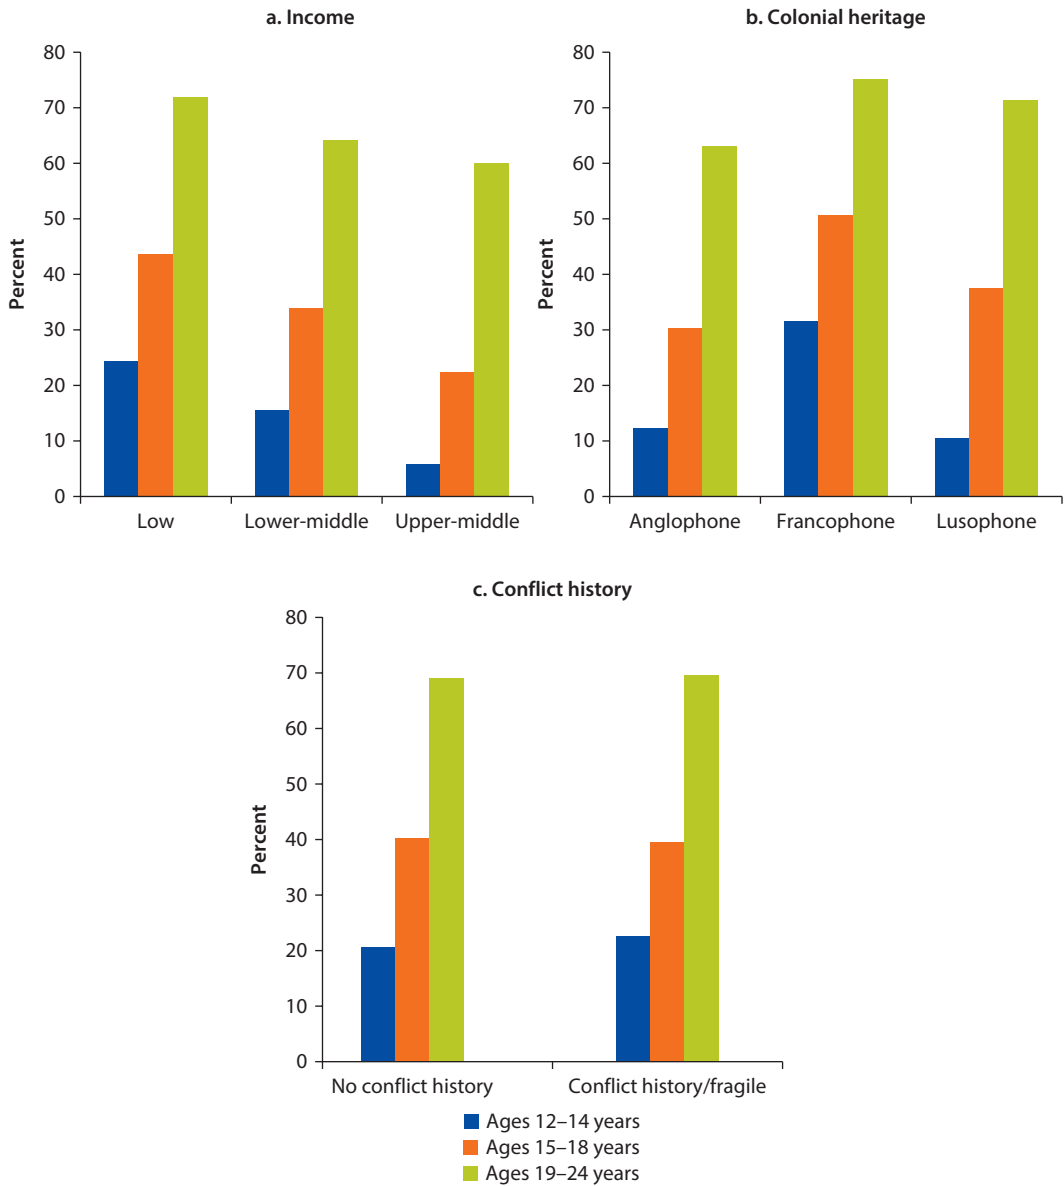 a. Income
80
70
60
50
40
30
20
10
0
Percent
Low
Lower-middle
Upper-middle
b. Colonial heritage
80
70
60
50
40
30
20
10
0
Percent
Anglophone
Francophone
Lusophone
c. Conflict history
80
70
60
50
40
30
20
10
0
Percent
No conflict history
Conflict history/fragile
Ages 12–14 years
Ages 15–18 years
Ages 19–24 years